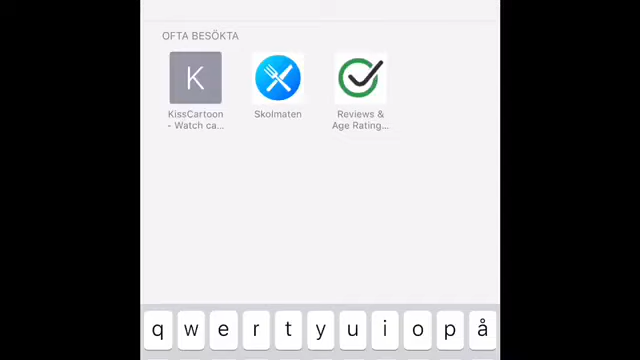 OFTA BESÖKTA
K
KissCartoon
- Watch ca...
Skolmaten
Reviews &
Age Rating...
q w e r t y u i o p å